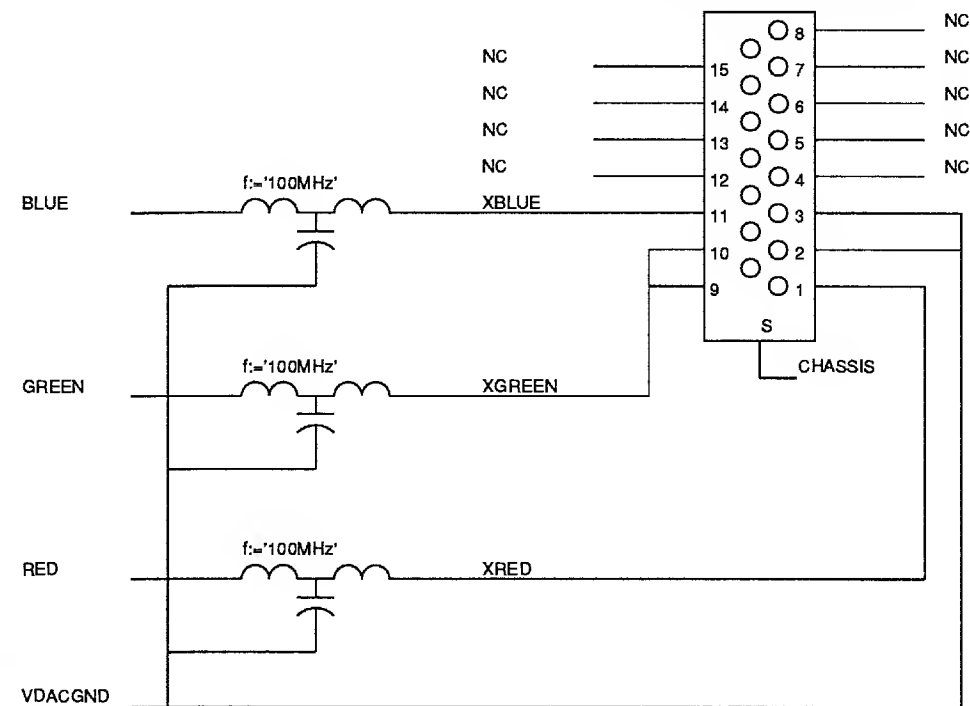 8 NC
NC 15 7 NC
NC 14 6 NC
NC 13 5 NC
NC 12 4 NC
f:='100MHz'
BLUE XBLUE 11 3
10 2
9 1
S
f:='100MHz' CHASSIS
GREEN XGREEN
f:='100MHz'
RED XRED
VDACGND